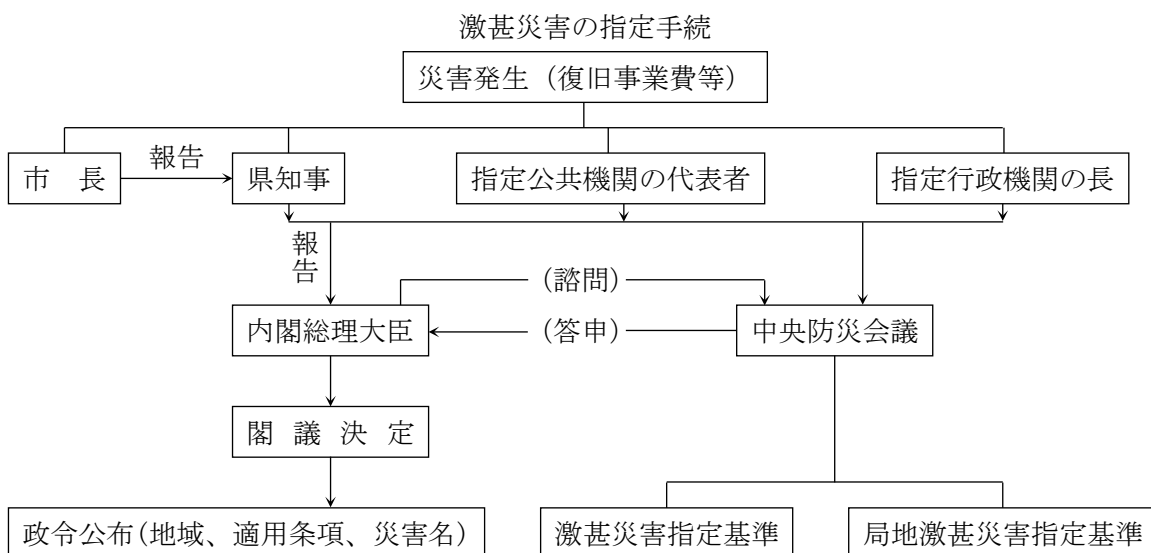 激甚災害の指定手続
災害発生（復旧事業費等）
市　長
報告
県知事
指定公共機関の代表者
指定行政機関の長
報告
（諮問）
内閣総理大臣
（答申）
中央防災会議
閣　議　決　定
政令公布（地域、適用条項、災害名）
激甚災害指定基準
局地激甚災害指定基準